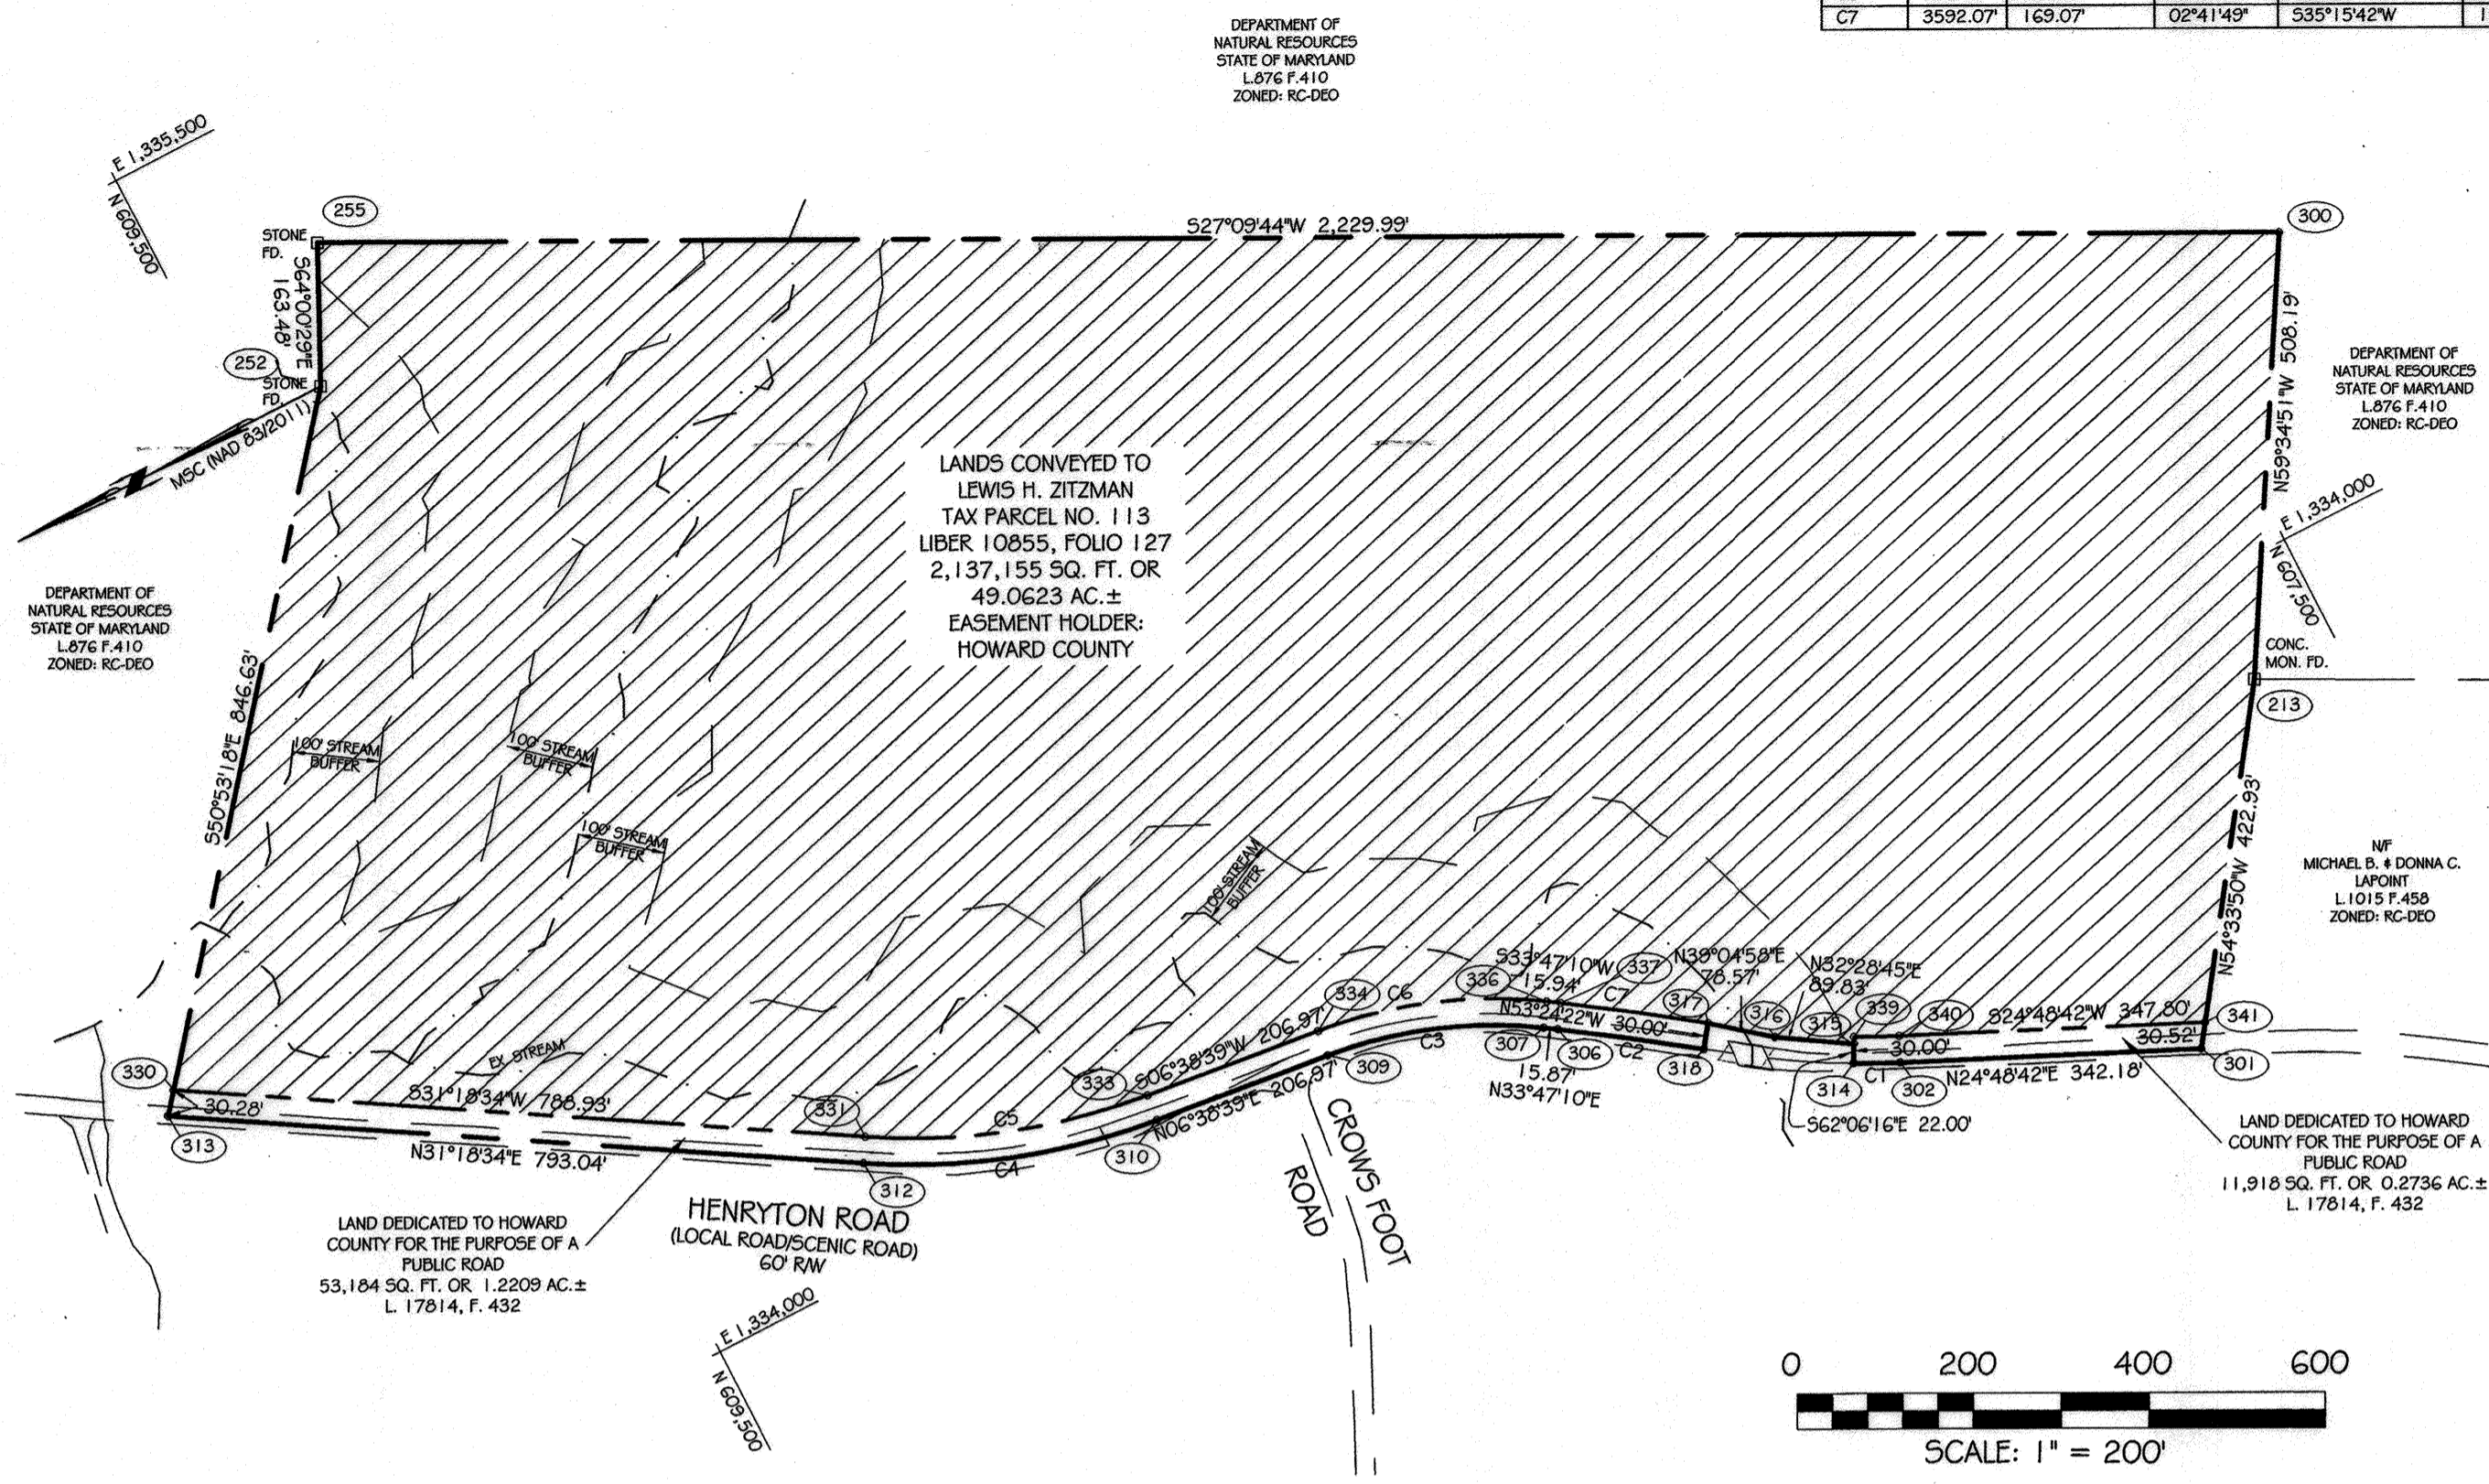 C7 3592.07' 169.07' 02°41'49" S35°15'42"W
DEPARTMENT OF
NATURAL RESOURCES
STATE OF MARYLAND
L.876 F.410
ZONED: RC-DEO
E 1,335,500
N 609,500
255
STONE
FD.
S64°00'29"E
163.48'
252
STONE
FD.
MSC (NAD 83/2011)
S27°09'44"W 2,229.99'
300
N59°34'51"W 508.19'
DEPARTMENT OF
NATURAL RESOURCES
STATE OF MARYLAND
L.876 F.410
ZONED: RC-DEO
E 1,334,000
N 607,500
CONC.
MON. FD.
213
LANDS CONVEYED TO
LEWIS H. ZITZMAN
TAX PARCEL NO. 113
LIBER 10855, FOLIO 127
2,137,155 SQ. FT. OR
49.0623 AC.±
EASEMENT HOLDER:
HOWARD COUNTY
DEPARTMENT OF
NATURAL RESOURCES
STATE OF MARYLAND
L.876 F.410
ZONED: RC-DEO
S50°53'18"E 846.63'
100' STREAM
BUFFER
100' STREAM
BUFFER
100' STREAM
BUFFER
100' STREAM
BUFFER
N54°33'50"W 422.93'
N/F
MICHAEL B. & DONNA C.
LAPOINT
L.1015 F.458
ZONED: RC-DEO
S33°47'10"W
15.94'
336
337
C7
N39°04'58"E
78.57'
N32°28'45"E
89.83'
317
316
315
339
340
S24°48'42"W 347.80'
341
334
C6
N53°24'22"W 30.00'
30.00'
30.52'
307
306
C2
318
314
C1
302
N24°48'42"E 342.18'
301
15.87'
N33°47'10"E
S62°06'16"E 22.00'
C3
309
EX. STREAM
330
30.28'
313
S31°18'34"W 788.93'
331
333
S06°38'39"W 206.97'
C5
C4
N06°38'39"E 206.97'
310
N31°18'34"E 793.04'
312
HENRYTON ROAD
(LOCAL ROAD/SCENIC ROAD)
60' R/W
CROWS FOOT
ROAD
LAND DEDICATED TO HOWARD
COUNTY FOR THE PURPOSE OF A
PUBLIC ROAD
11,918 SQ. FT. OR 0.2736 AC.±
L. 17814, F. 432
LAND DEDICATED TO HOWARD
COUNTY FOR THE PURPOSE OF A
PUBLIC ROAD
53,184 SQ. FT. OR 1.2209 AC.±
L. 17814, F. 432
E 1,334,000
N 609,500
0 200 400 600
SCALE: 1" = 200'